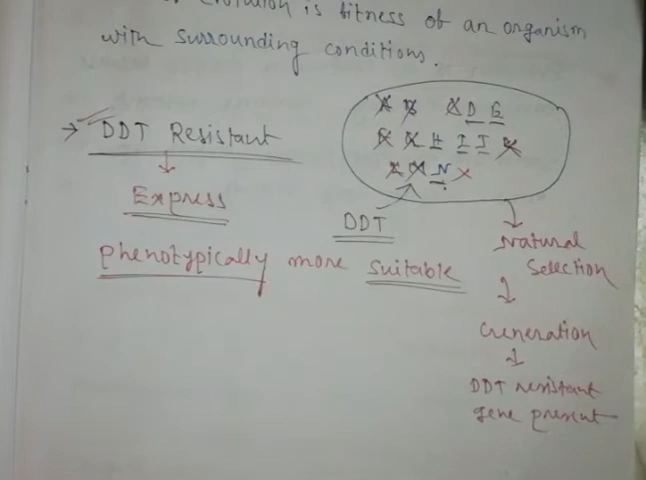 evolution is fitness of an organism
with surrounding conditions.
→ DDT Resistant
Express
Phenotypically more suitable
D E
H I J
N
DDT
Natural
Selection
Generation
DDT resistant
gene present